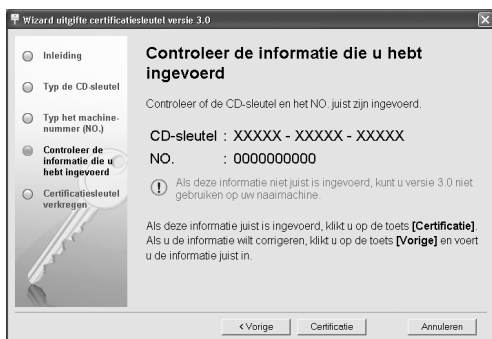 Wizard uitgifte certificatiesleutel versie 3.0
Inleiding
Typ de CD-sleutel
Typ het machine-
nummer (NO.)
Controleer de
informatie die u
hebt ingevoerd
Certificatiesleutel
verkregen
Controleer de informatie die u hebt
ingevoerd
Controleer of de CD-sleutel en het NO. juist zijn ingevoerd.
CD-sleutel : XXXXX - XXXXX - XXXXX
NO. : 0000000000
Als deze informatie niet juist is ingevoerd, kunt u versie 3.0 niet
gebruiken op uw naaimachine.
Als deze informatie juist is ingevoerd, klikt u op de toets [Certificatie].
Als u de informatie wilt corrigeren, klikt u op de toets [Vorige] en voert
u de informatie juist in.
< Vorige
Certificatie
Annuleren